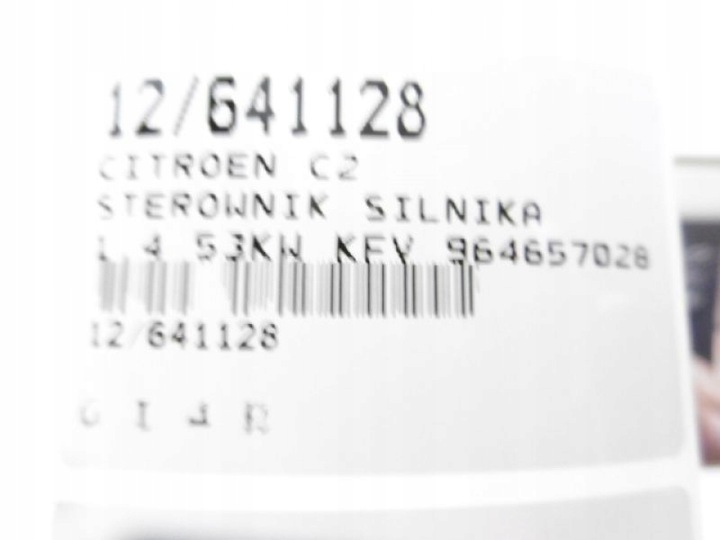 12/641128
CITROEN C2
STEROWNIK SILNIKA
1.4 53KW KFV 964657028
12/641128